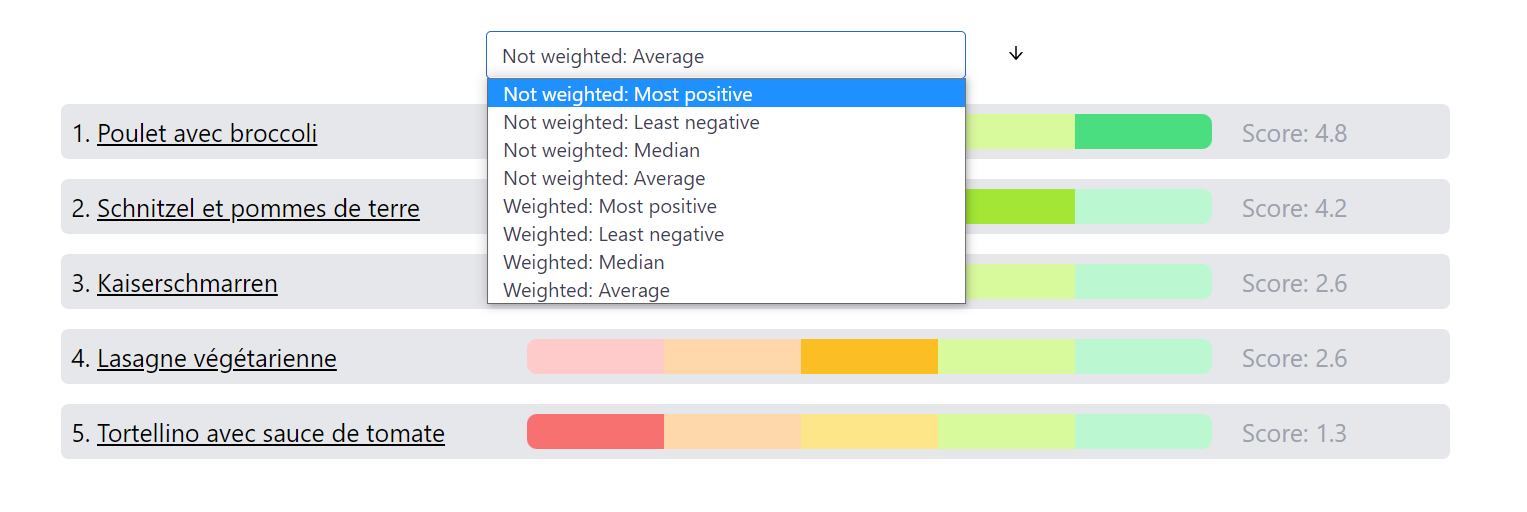 Not weighted: Average
Not weighted: Most positive
Not weighted: Least negative
Not weighted: Median
Not weighted: Average
Weighted: Most positive
Weighted: Least negative
Weighted: Median
Weighted: Average
1. Poulet avec broccoli Score: 4.8
2. Schnitzel et pommes de terre Score: 4.2
3. Kaiserschmarren Score: 2.6
4. Lasagne végétarienne Score: 2.6
5. Tortellino avec sauce de tomate Score: 1.3